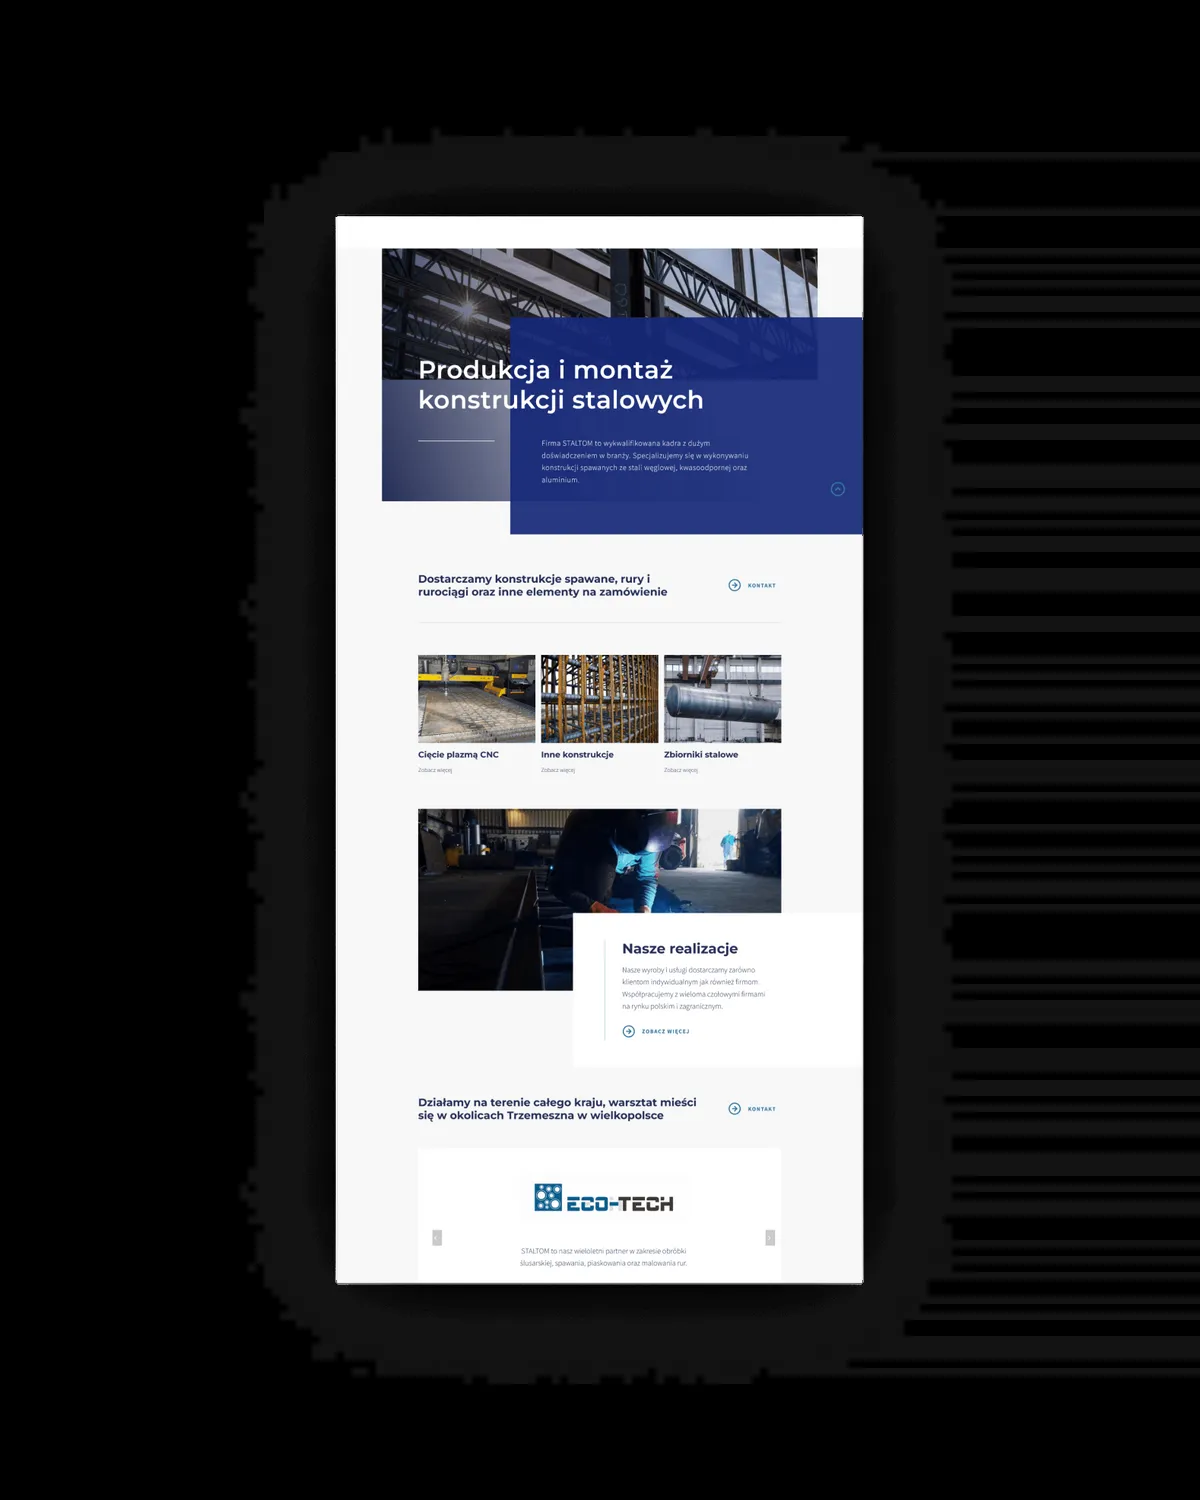 Produkcja i montaż
konstrukcji stalowych
Firma STALTOM to wykwalifikowana kadra z dużym
doświadczeniem w branży. Specjalizujemy się w wykonywaniu
konstrukcji spawanych ze stali węglowej, kwasoodpornej oraz
aluminium.
Dostarczamy konstrukcje spawane, rury i
rurociągi oraz inne elementy na zamówienie
KONTAKT
Cięcie plazmą CNC
Inne konstrukcje
Zbiorniki stalowe
Zobacz więcej
Zobacz więcej
Zobacz więcej
Nasze realizacje
Nasze wyroby i usługi dostarczamy zarówno
klientom indywidualnym jak również firmom.
Współpracujemy z wieloma czołowymi firmami
na rynku polskim i zagranicznym.
ZOBACZ WIĘCEJ
Działamy na terenie całego kraju, warsztat mieści
się w okolicach Trzemeszna w wielkopolsce
KONTAKT
ECO-TECH
STALTOM to nasz wieloletni partner w zakresie obróbki
ślusarskiej, spawania, piaskowania oraz malowania rur.